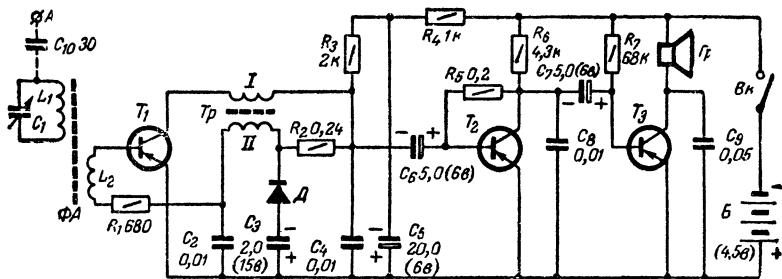 А
C10 30
L1
C1
ФА
L2
T1
R1 680
I
Тр
II
R2 0,24
Д
C2
0,01
C3
2,0
(15в)
C4
0,01
R3
2к
R4 1к
C5
20,0
(6в)
C6 5,0 (6в)
R5 0,2
T2
R6
4,3к
C7 5,0 (6в)
C8
0,01
R7
68к
T3
Гр
C9
0,05
Вк
Б
(4,5в)